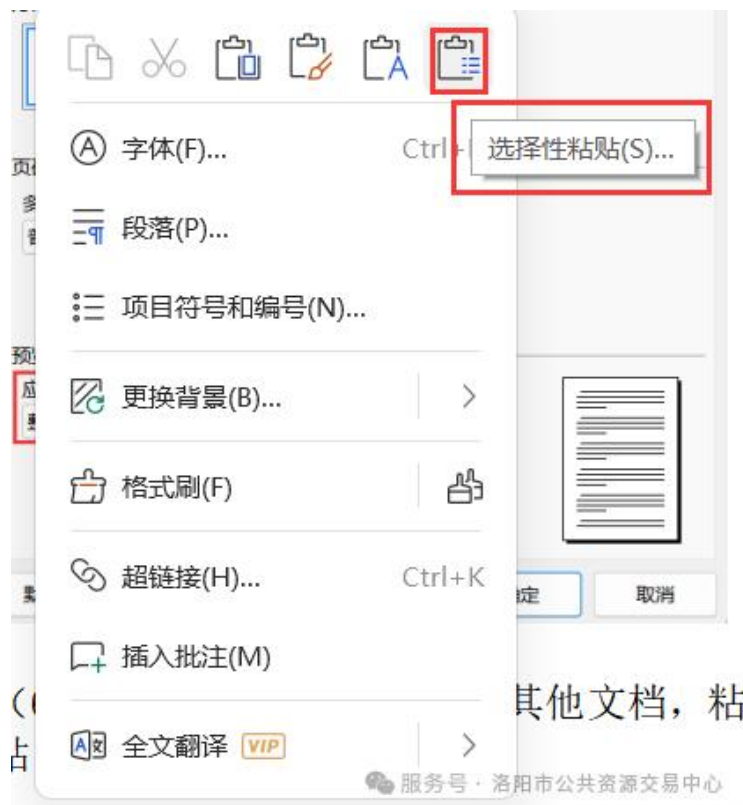 选择性粘贴(S)...
字体(F)...
段落(P)...
项目符号和编号(N)...
更换背景(B)...
格式刷(F)
超链接(H)... Ctrl+K
取消
插入批注(M)
其他文档，粘
全文翻译 VIP
服务号 · 洛阳市公共资源交易中心